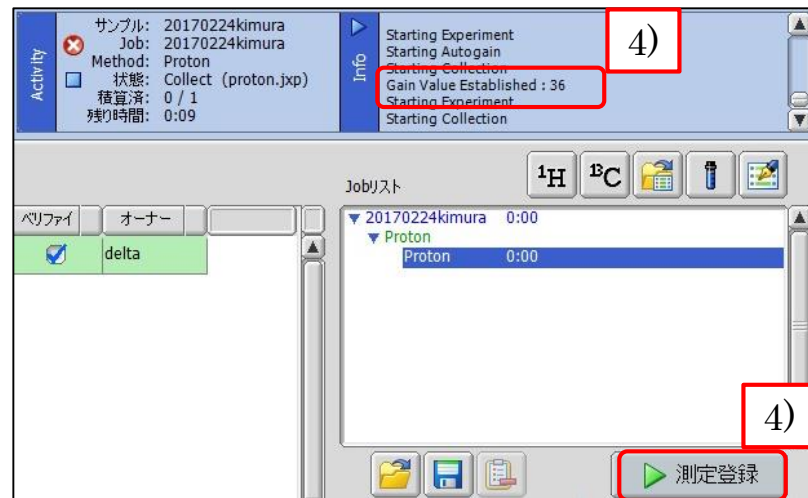 Activity
サンプル: 20170224kimura
Job: 20170224kimura
Method: Proton
状態: Collect (proton.jxp)
積算済: 0 / 1
残り時間: 0:09
Info
Starting Experiment
Starting Autogain
Starting Collection
Gain Value Established : 36
Starting Experiment
Starting Collection
4)
Jobリスト
¹H
¹³C
ベリファイ
オーナー
delta
20170224kimura 0:00
Proton
Proton 0:00
4)
測定登録